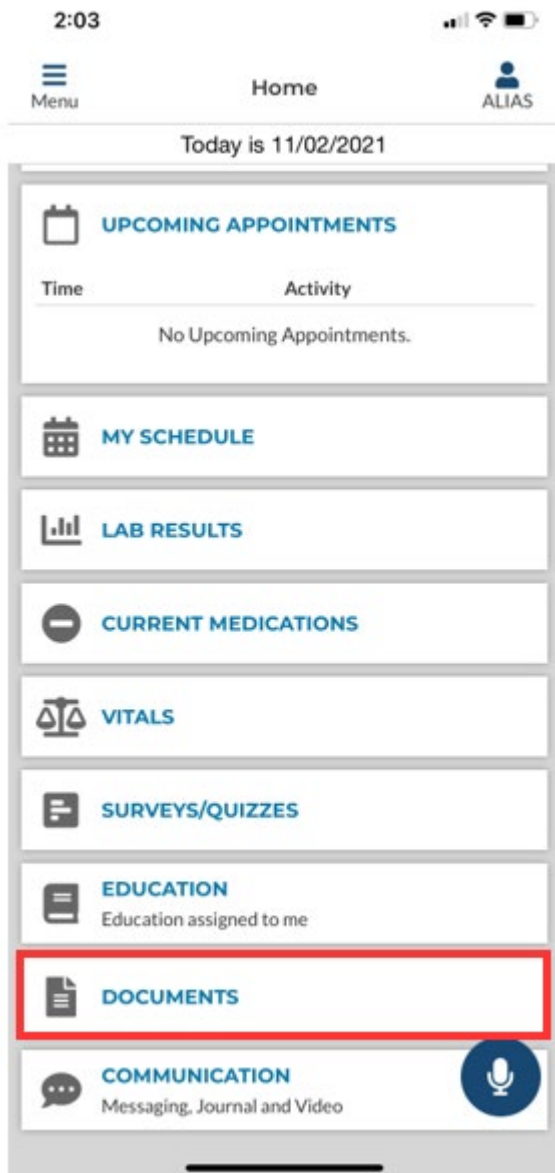 2:03
Menu
Home
ALIAS
Today is 11/02/2021
UPCOMING APPOINTMENTS
Time Activity
No Upcoming Appointments.
MY SCHEDULE
LAB RESULTS
CURRENT MEDICATIONS
VITALS
SURVEYS/QUIZZES
EDUCATION
Education assigned to me
DOCUMENTS
COMMUNICATION
Messaging, Journal and Video